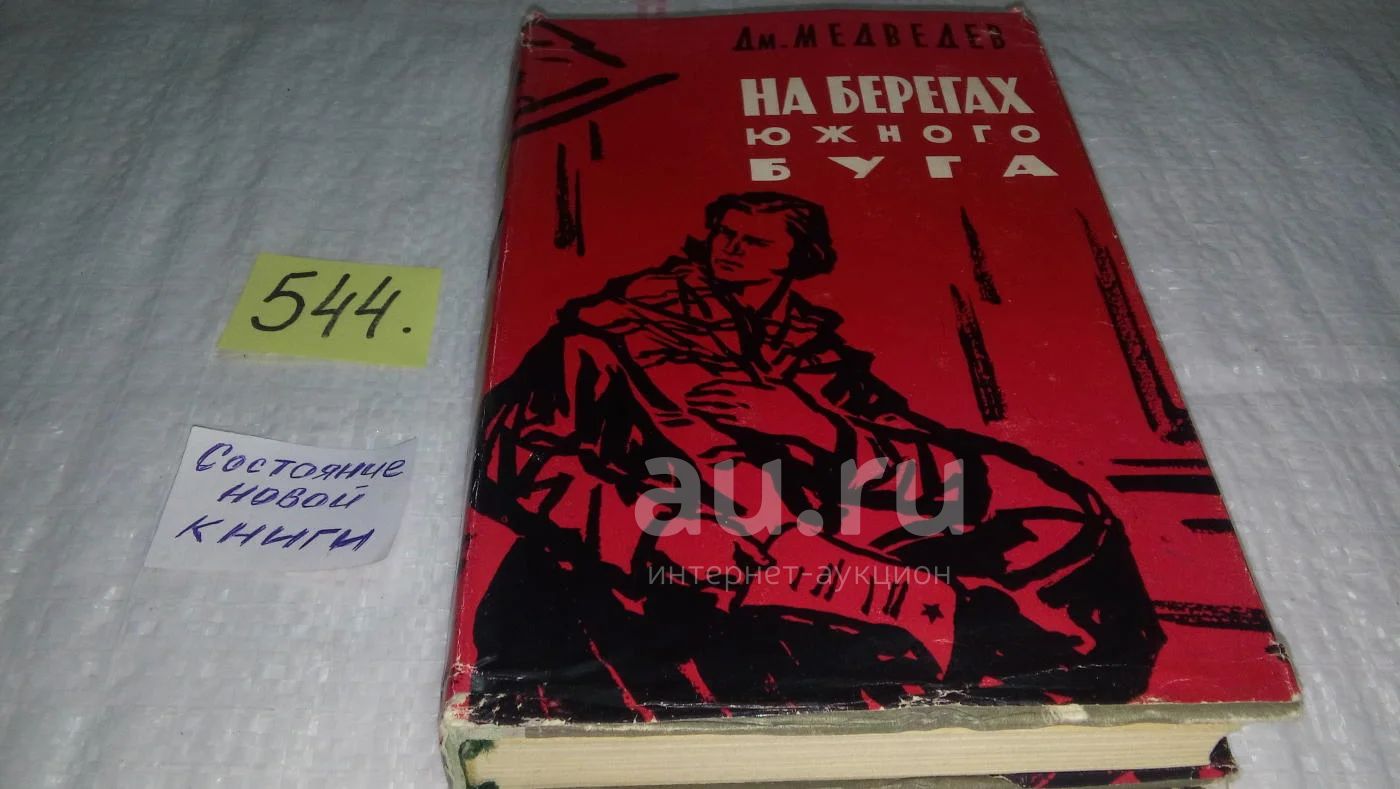 Дм. МЕДВЕДЕВ
НА БЕРЕГАХ
ЮЖНОГО
БУГА
544.
Состояние
новой
книги
au.ru
интернет-аукцион